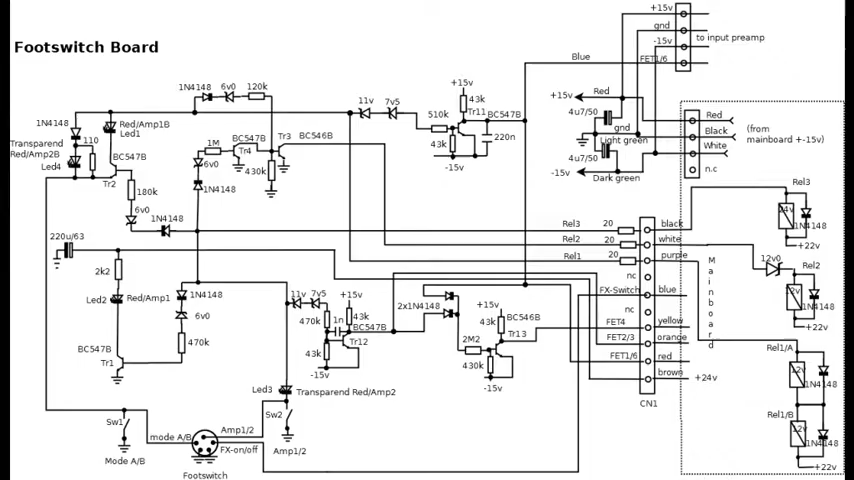 Footswitch Board
+15v
gnd
to input preamp
-15v
Blue
FET1/6
1N4148 6v0 120k
+15v
11v 7v5
43k
Tr11
510k
BC547B
43k
220n
-15v
+15v
Red
4u7/50
gnd
Light green
4u7/50
-15v
Dark green
Red
Black
White
n.c
(from
mainboard +-15v)
1N4148
Red/Amp1B
Led1
Transparend
Red/Amp2B
110
Led4
BC547B
Tr2
180k
6v0
1N4148
1M
BC547B
Tr3
BC546B
Tr4
6v0
430k
1N4148
Rel3
24v
1N4148
+22v
Rel3 20 black
Rel2 20 white
Rel1 20 purple
nc
FX-Switch blue
nc
FET4 yellow
FET2/3 orange
FET1/6 red
brown
+24v
CN1
Mainboard
12v0
Rel2
12v
1N4148
+22v
220u/63
2k2
Led2
Red/Amp1
1N4148
6v0
470k
BC547B
Tr1
11v 7v5
+15v
470k
1n
43k
BC547B
43k
Tr12
-15v
2x1N4148
+15v
43k
BC546B
Tr13
2M2
430k
-15v
Rel1/A
12v
1N4148
Rel1/B
12v
1N4148
+22v
Led3
Transparend Red/Amp2
Sw2
Amp1/2
Sw1
Mode A/B
mode A/B
Amp1/2
FX-on/off
Footswitch